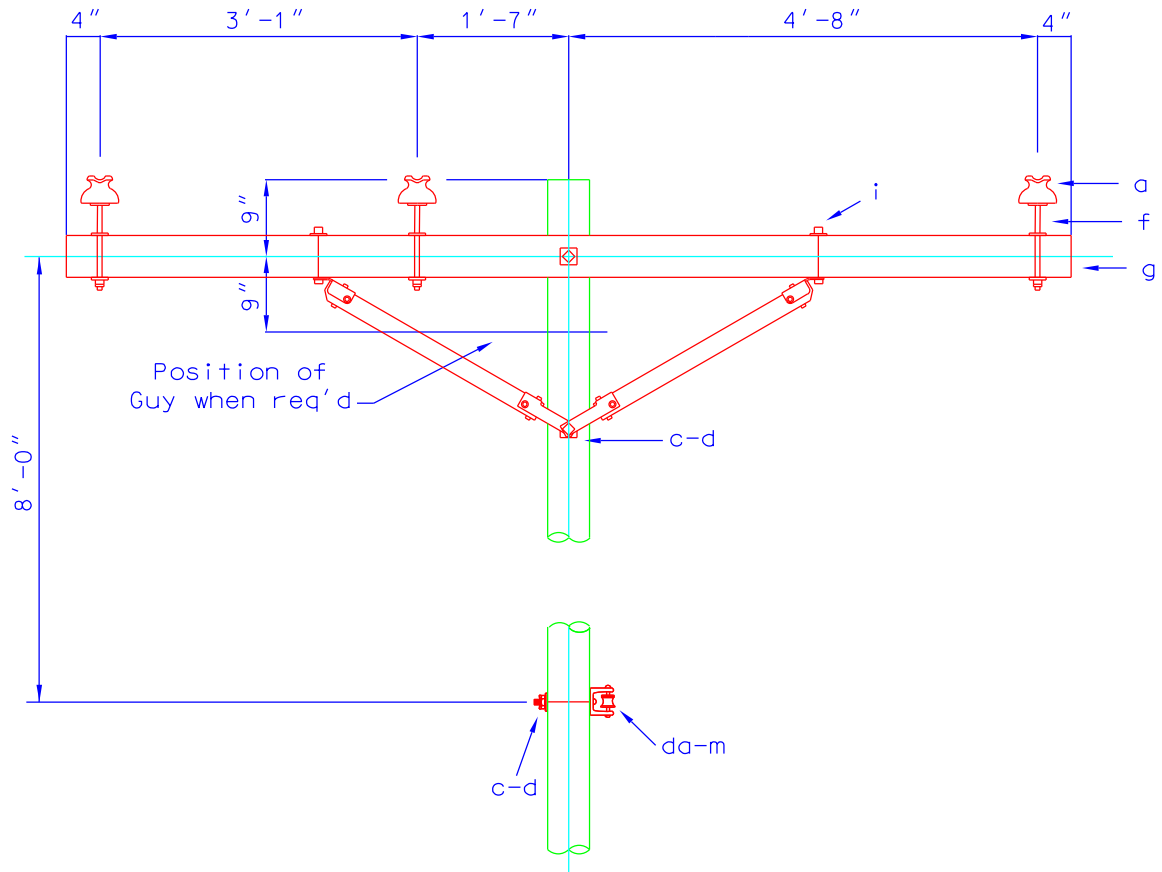 4" 3'-1" 1'-7" 4'-8" 4"
a
i
9"
f
g
9"
Position of
Guy when req'd
c-d
8'-0"
da-m
c-d